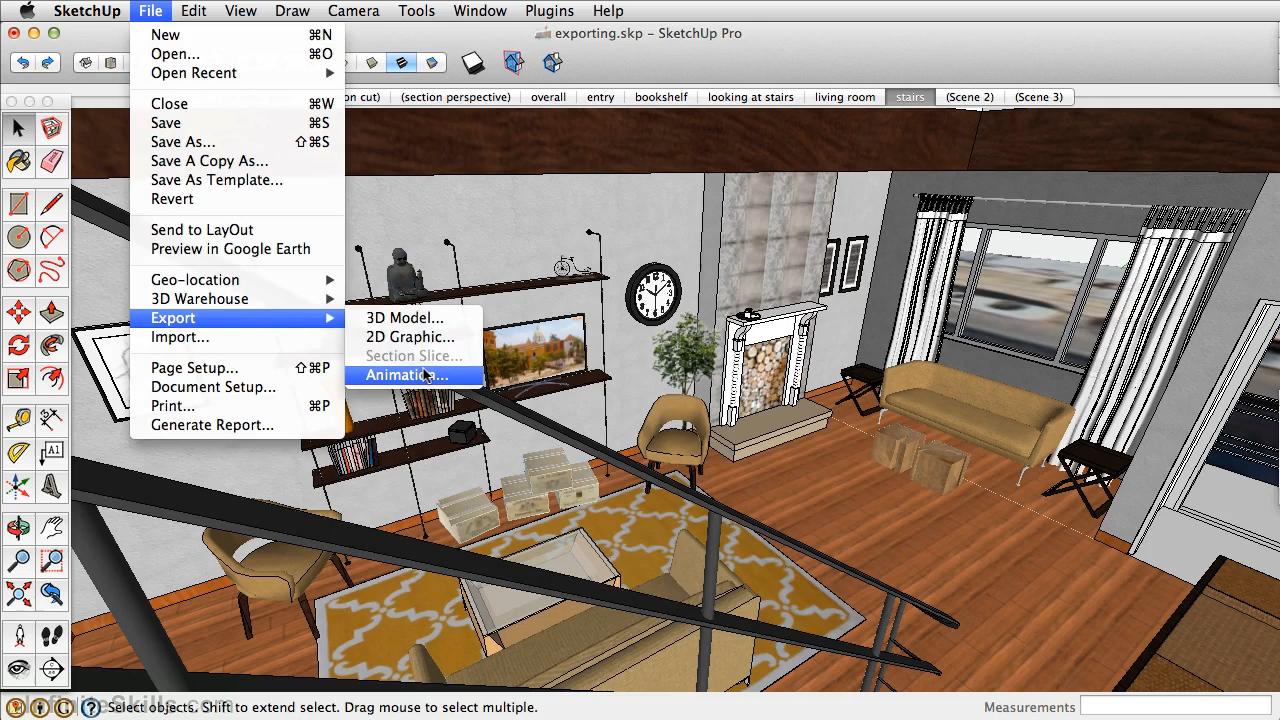 SketchUp File Edit View Draw Camera Tools Window Plugins Help
exporting.skp – SketchUp Pro
on cut) (section perspective) overall entry bookshelf looking at stairs living room stairs (Scene 2) (Scene 3)
New ⌘N
Open... ⌘O
Open Recent ▶
Close ⌘W
Save ⌘S
Save As... ⇧⌘S
Save A Copy As...
Save As Template...
Revert
Send to LayOut
Preview in Google Earth
Geo-location ▶
3D Warehouse ▶
Export ▶
Import...
Page Setup... ⇧⌘P
Document Setup...
Print... ⌘P
Generate Report...
3D Model...
2D Graphic...
Section Slice...
Animation...
A1
InfiniteSkills.com
Select objects. Shift to extend select. Drag mouse to select multiple.
Measurements